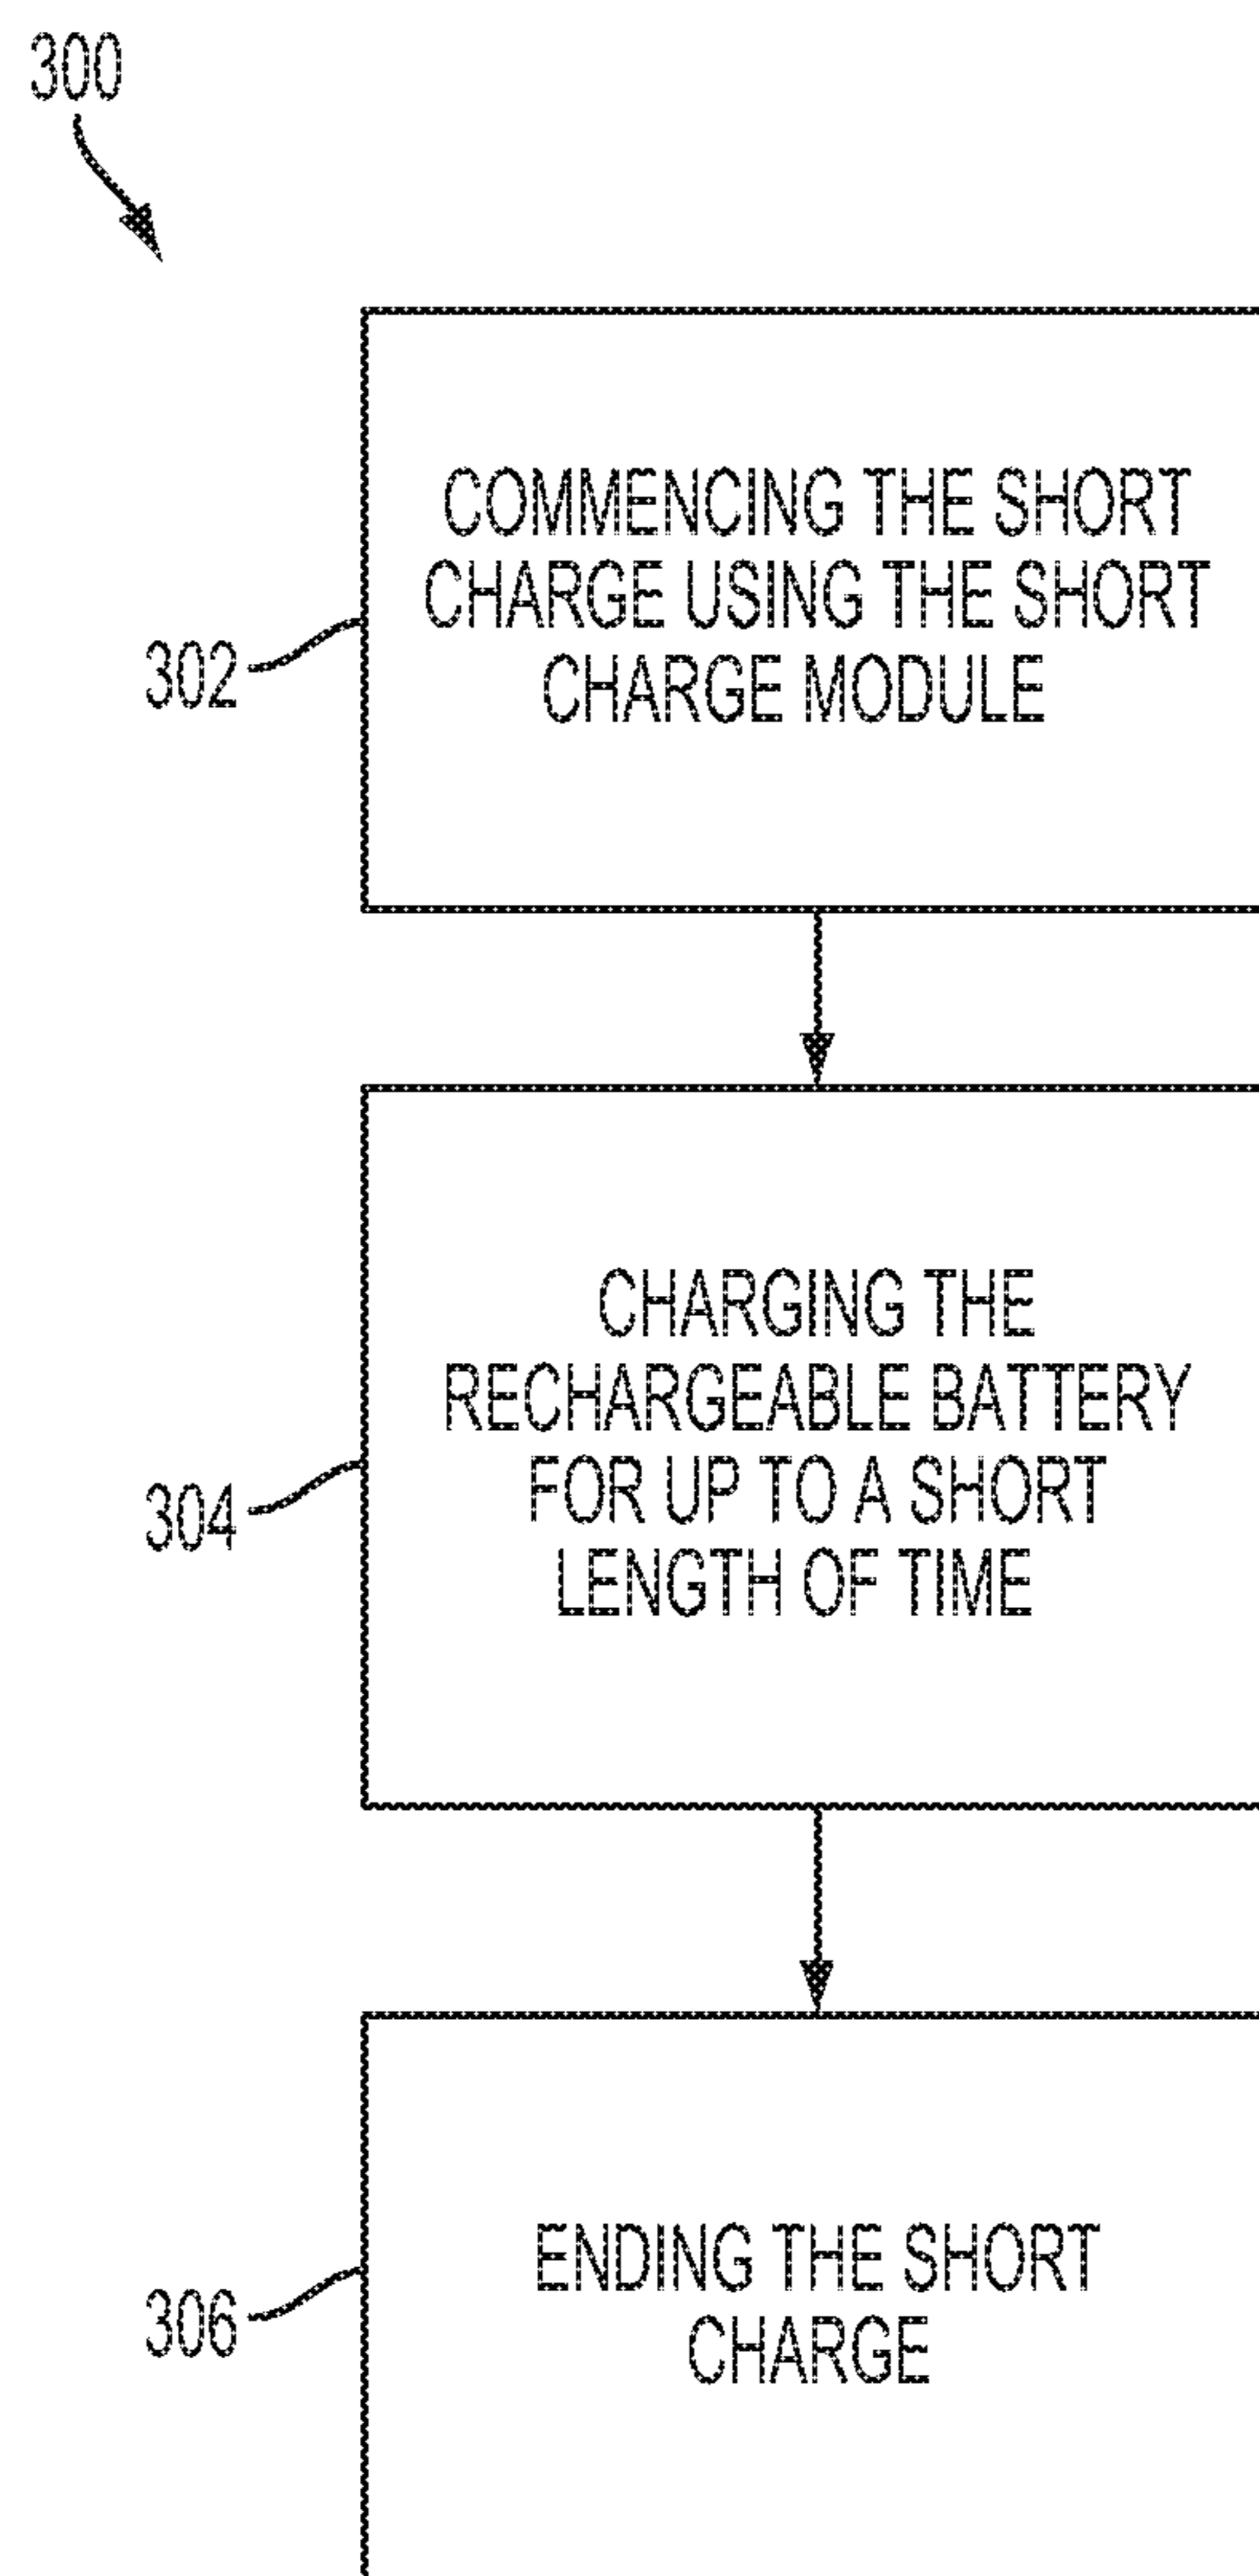 300
COMMENCING THE SHORT
CHARGE USING THE SHORT
CHARGE MODULE
302
CHARGING THE
RECHARGEABLE BATTERY
FOR UP TO A SHORT
LENGTH OF TIME
304
ENDING THE SHORT
CHARGE
306